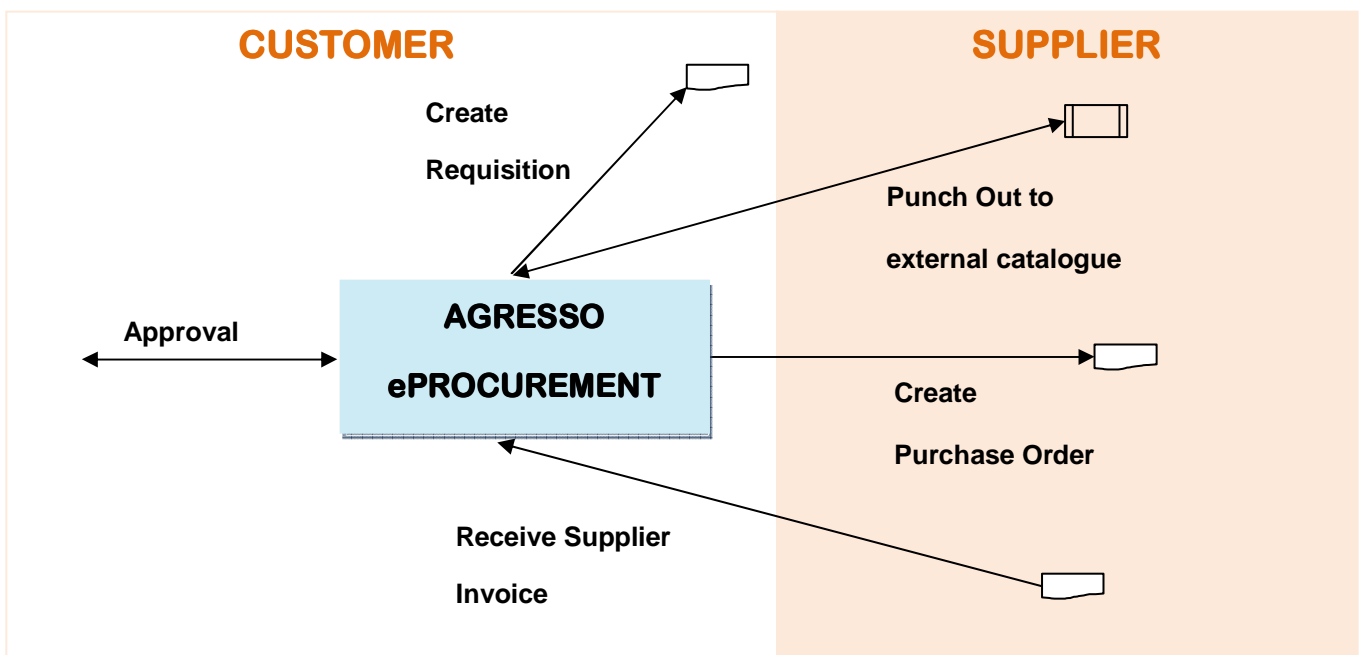 CUSTOMER
SUPPLIER
Create
Requisition
Punch Out to
external catalogue
Approval
AGRESSO
ePROCUREMENT
Create
Purchase Order
Receive Supplier
Invoice